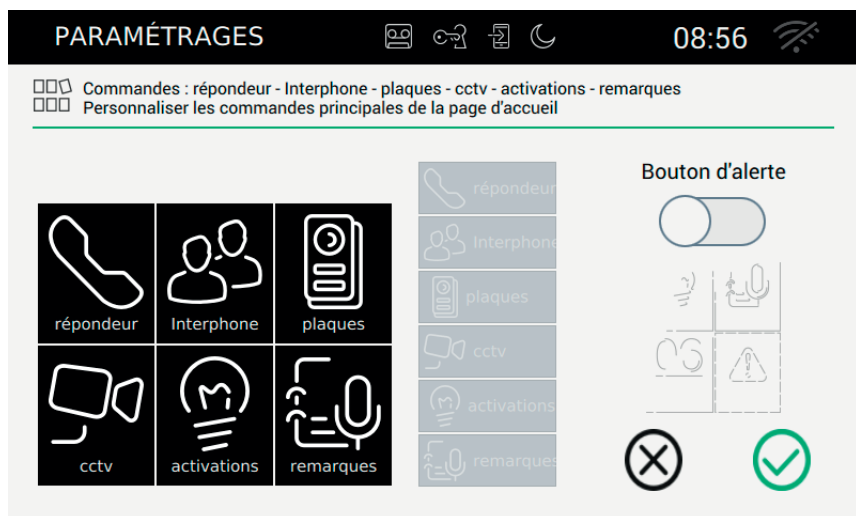 PARAMÉTRAGES 08:56
Commandes : répondeur - Interphone - plaques - cctv - activations - remarques
Personnaliser les commandes principales de la page d'accueil
répondeur Interphone plaques
cctv activations remarques
répondeur
Interphone
plaques
cctv
activations
remarques
Bouton d'alerte